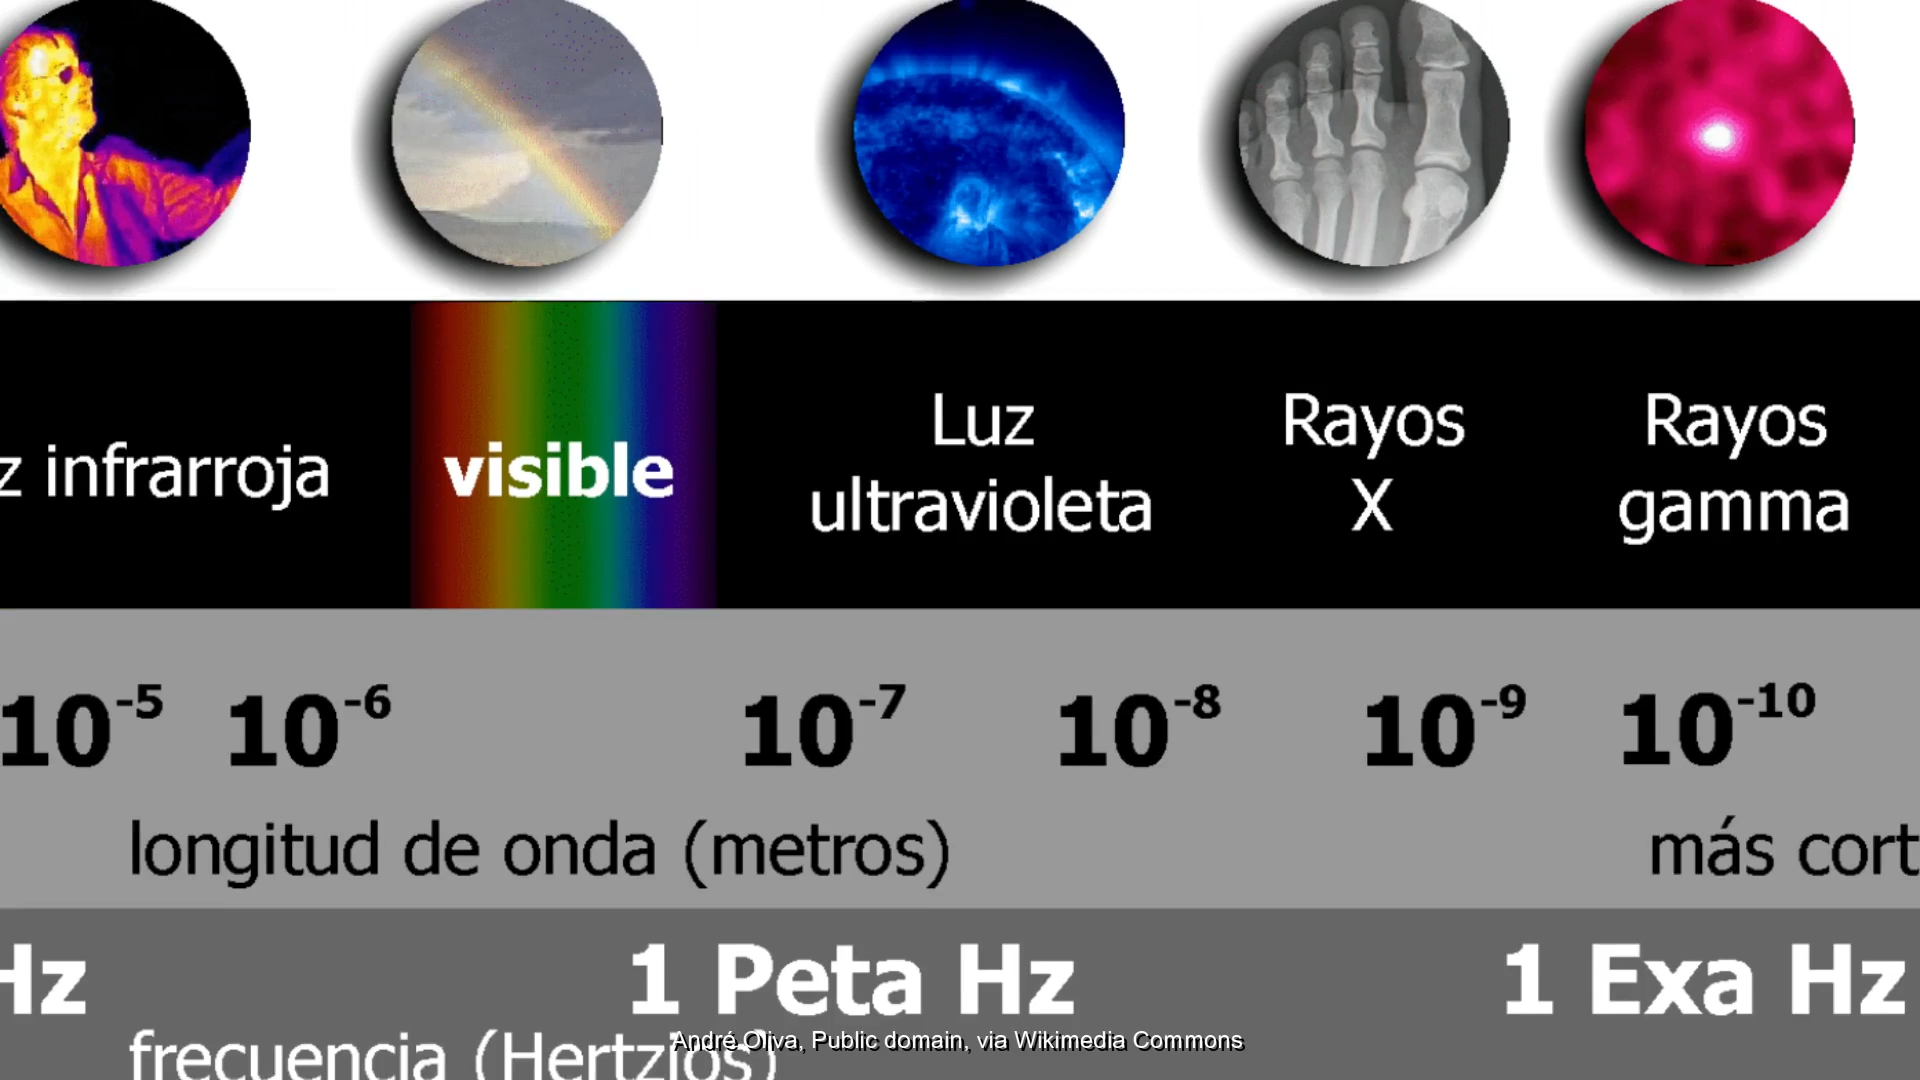 z infrarroja
visible
Luz
ultravioleta
Rayos
X
Rayos
gamma
10⁻⁵ 10⁻⁶ 10⁻⁷ 10⁻⁸ 10⁻⁹ 10⁻¹⁰
longitud de onda (metros)
más cort
Hz 1 Peta Hz 1 Exa Hz
frecuencia (Hertzios)
André Oliva, Public domain, via Wikimedia Commons